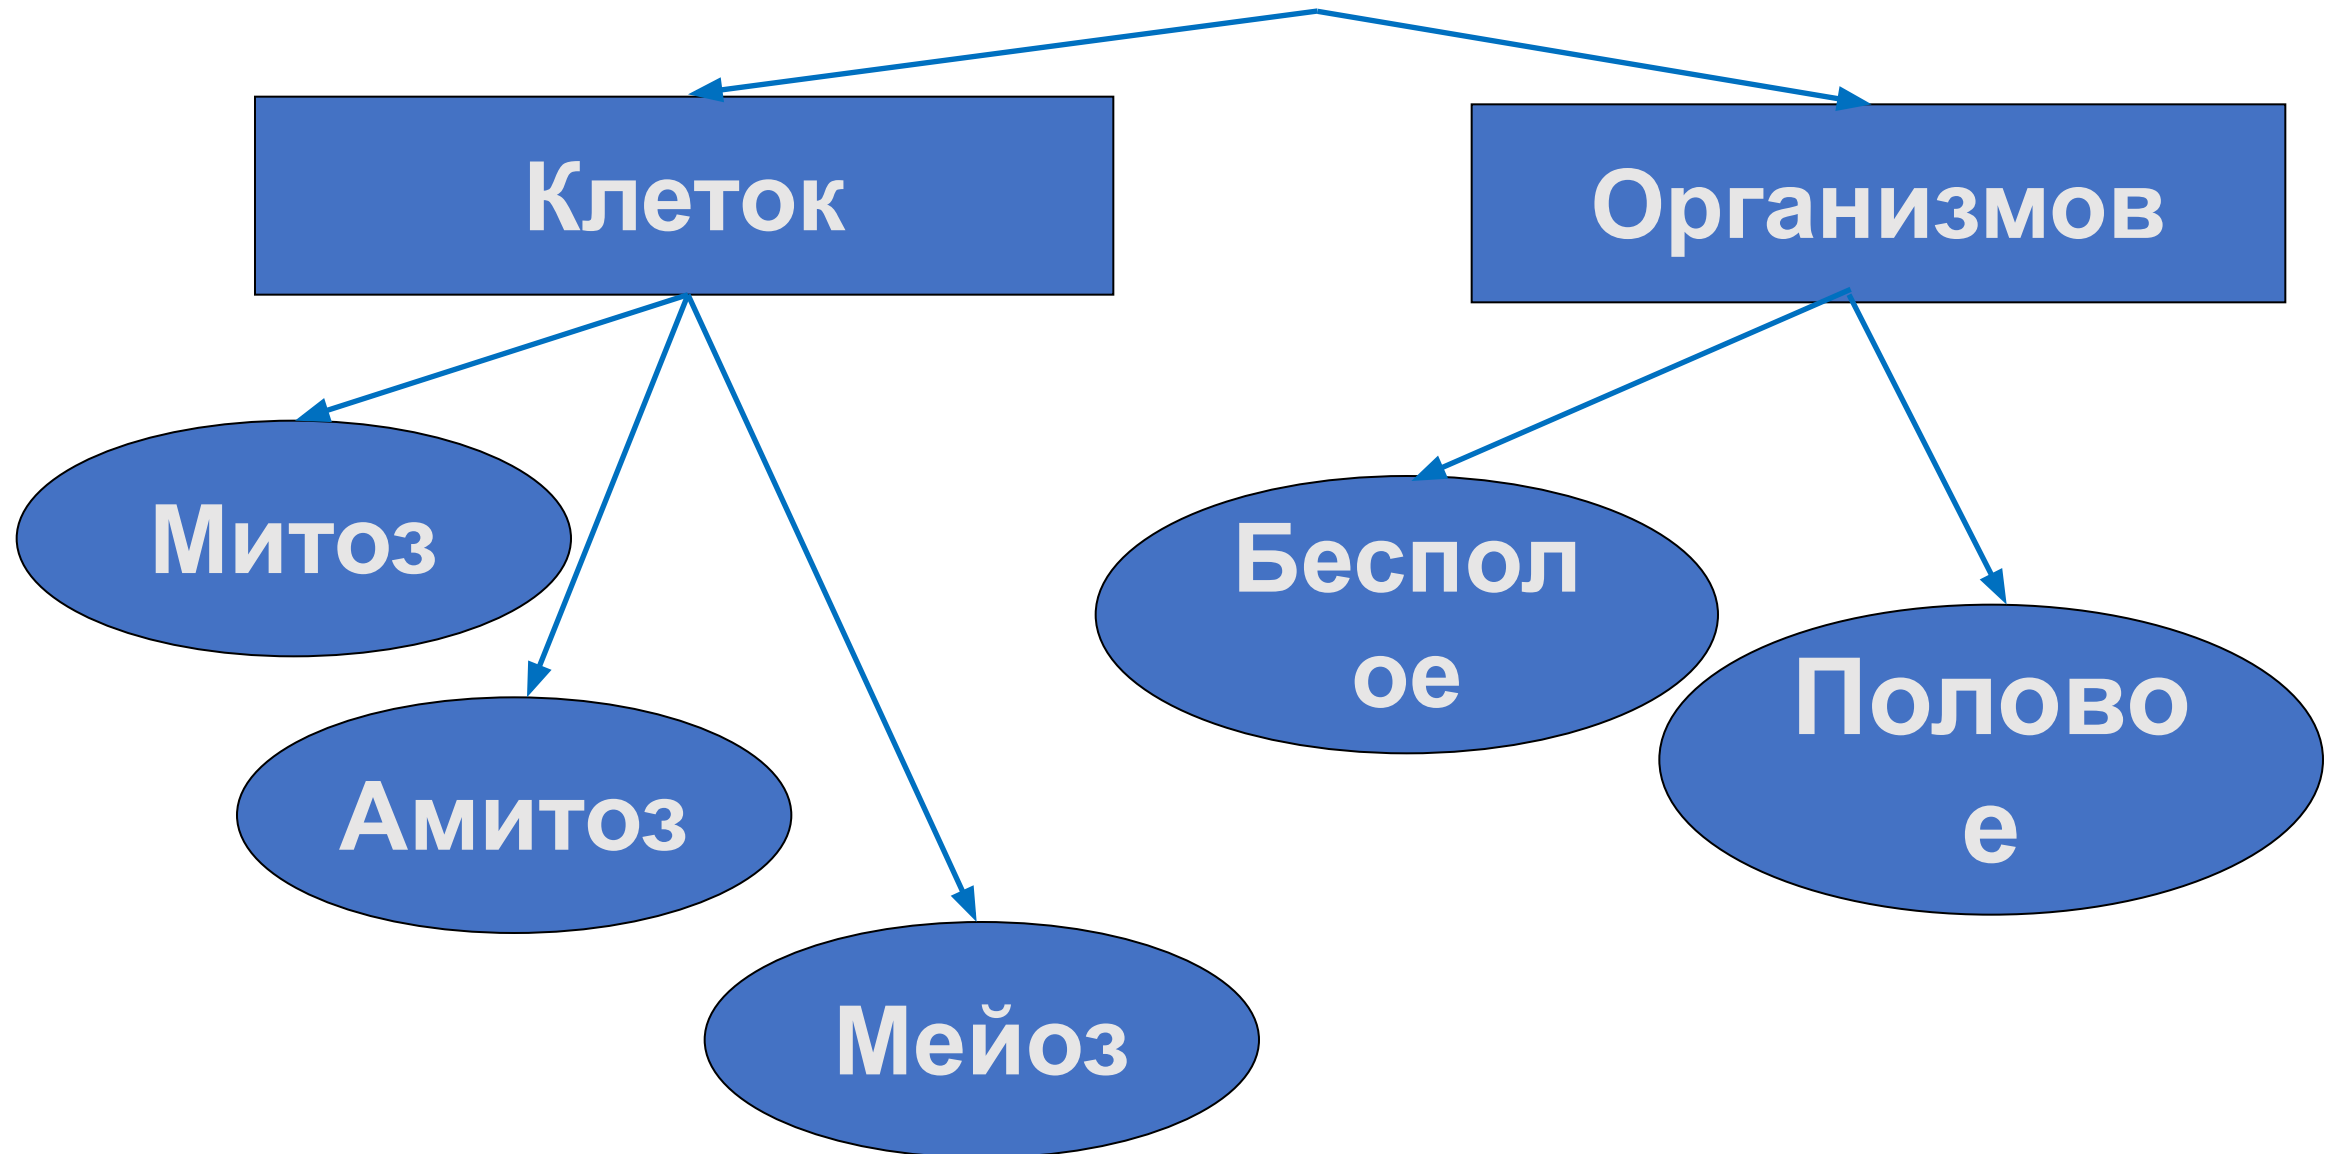 Клеток
Организмов
Митоз
Беспол
ое
Полово
е
Амитоз
Мейоз